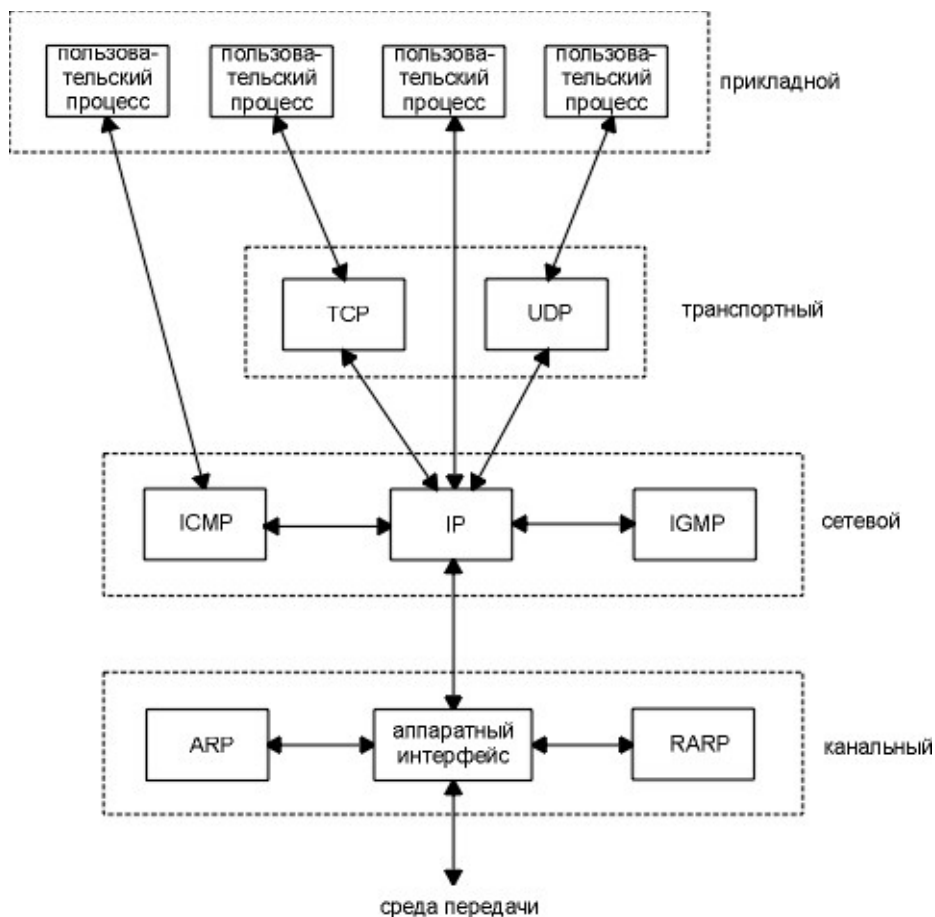 пользова-
тельский
процесс
пользова-
тельский
процесс
пользова-
тельский
процесс
пользова-
тельский
процесс
прикладной
TCP
UDP
транспортный
ICMP
IP
IGMP
сетевой
ARP
аппаратный
интерфейс
RARP
канальный
среда передачи